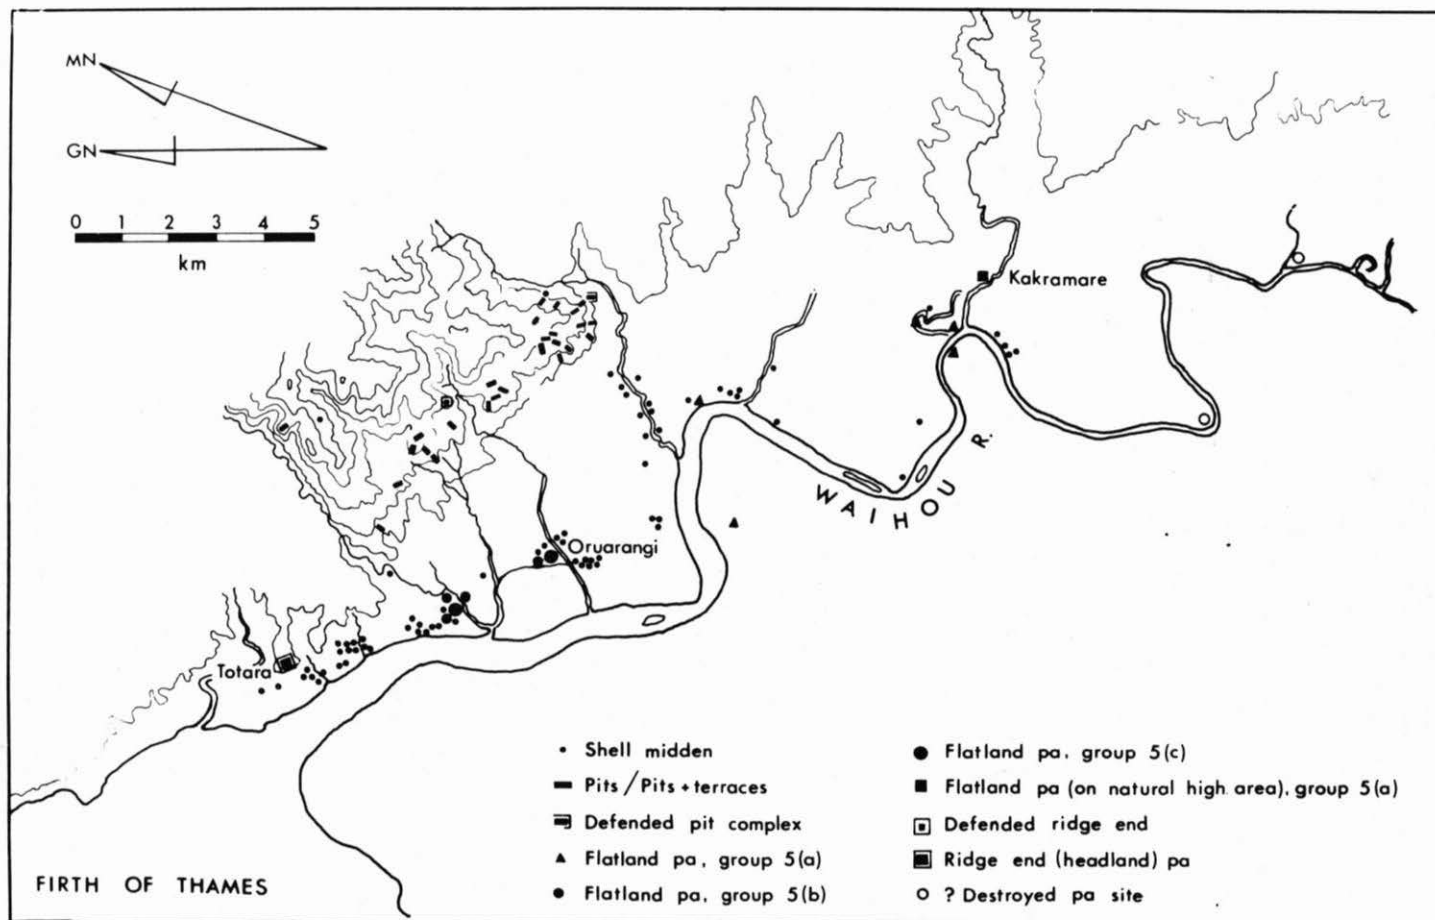 MN
GN
0 1 2 3 4 5
km
Kakramare
WAIHOU R.
Oruarangi
Totara
Shell midden
Pits/Pits + terraces
Defended pit complex
Flatland pa, group 5(a)
Flatland pa, group 5(b)
Flatland pa, group 5(c)
Flatland pa (on natural high area), group 5(a)
Defended ridge end
Ridge end (headland) pa
? Destroyed pa site
FIRTH OF THAMES